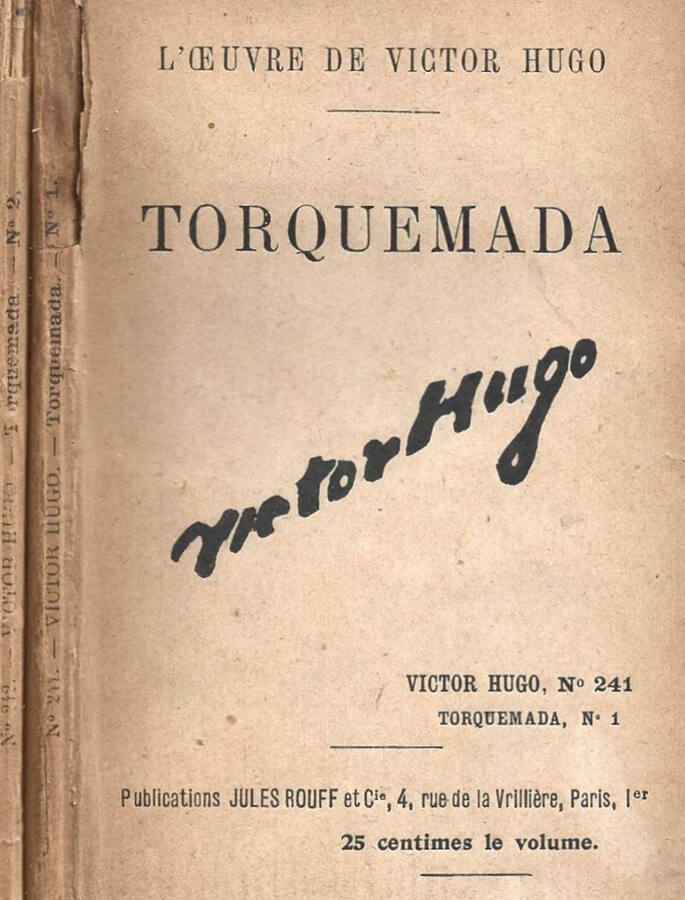 L'ŒUVRE DE VICTOR HUGO
TORQUEMADA
Victor Hugo
VICTOR HUGO, Nº 241
TORQUEMADA, Nº 1
Publications JULES ROUFF et Cie, 4, rue de la Vrillière, Paris, Ier
25 centimes le volume.
Nº 241. — VICTOR HUGO. — Torquemada. — Nº 1.
VICTOR HUGO. — Torquemada. — Nº 2.